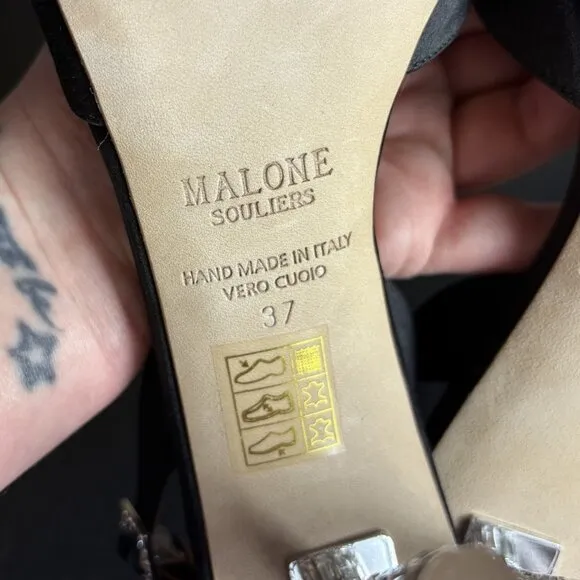 MALONE
SOULIERS
HAND MADE IN ITALY
VERO CUOIO
37